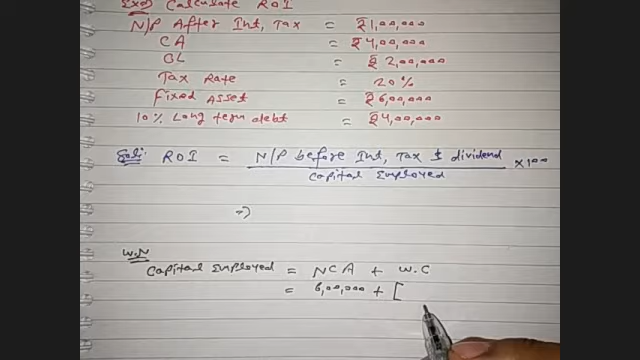 Ex② Calculate ROI
N/P After Int, Tax = ₹1,00,000
CA = ₹4,00,000
CL = ₹2,00,000
Tax Rate = 20%
Fixed Asset = ₹6,00,000
10% Long term debt = ₹4,00,000
Sol: ROI = N/P before Int, Tax & dividend ×100
Capital Employed
=>
W.N
Capital Employed = NCA + W.C
= 6,00,000 + [